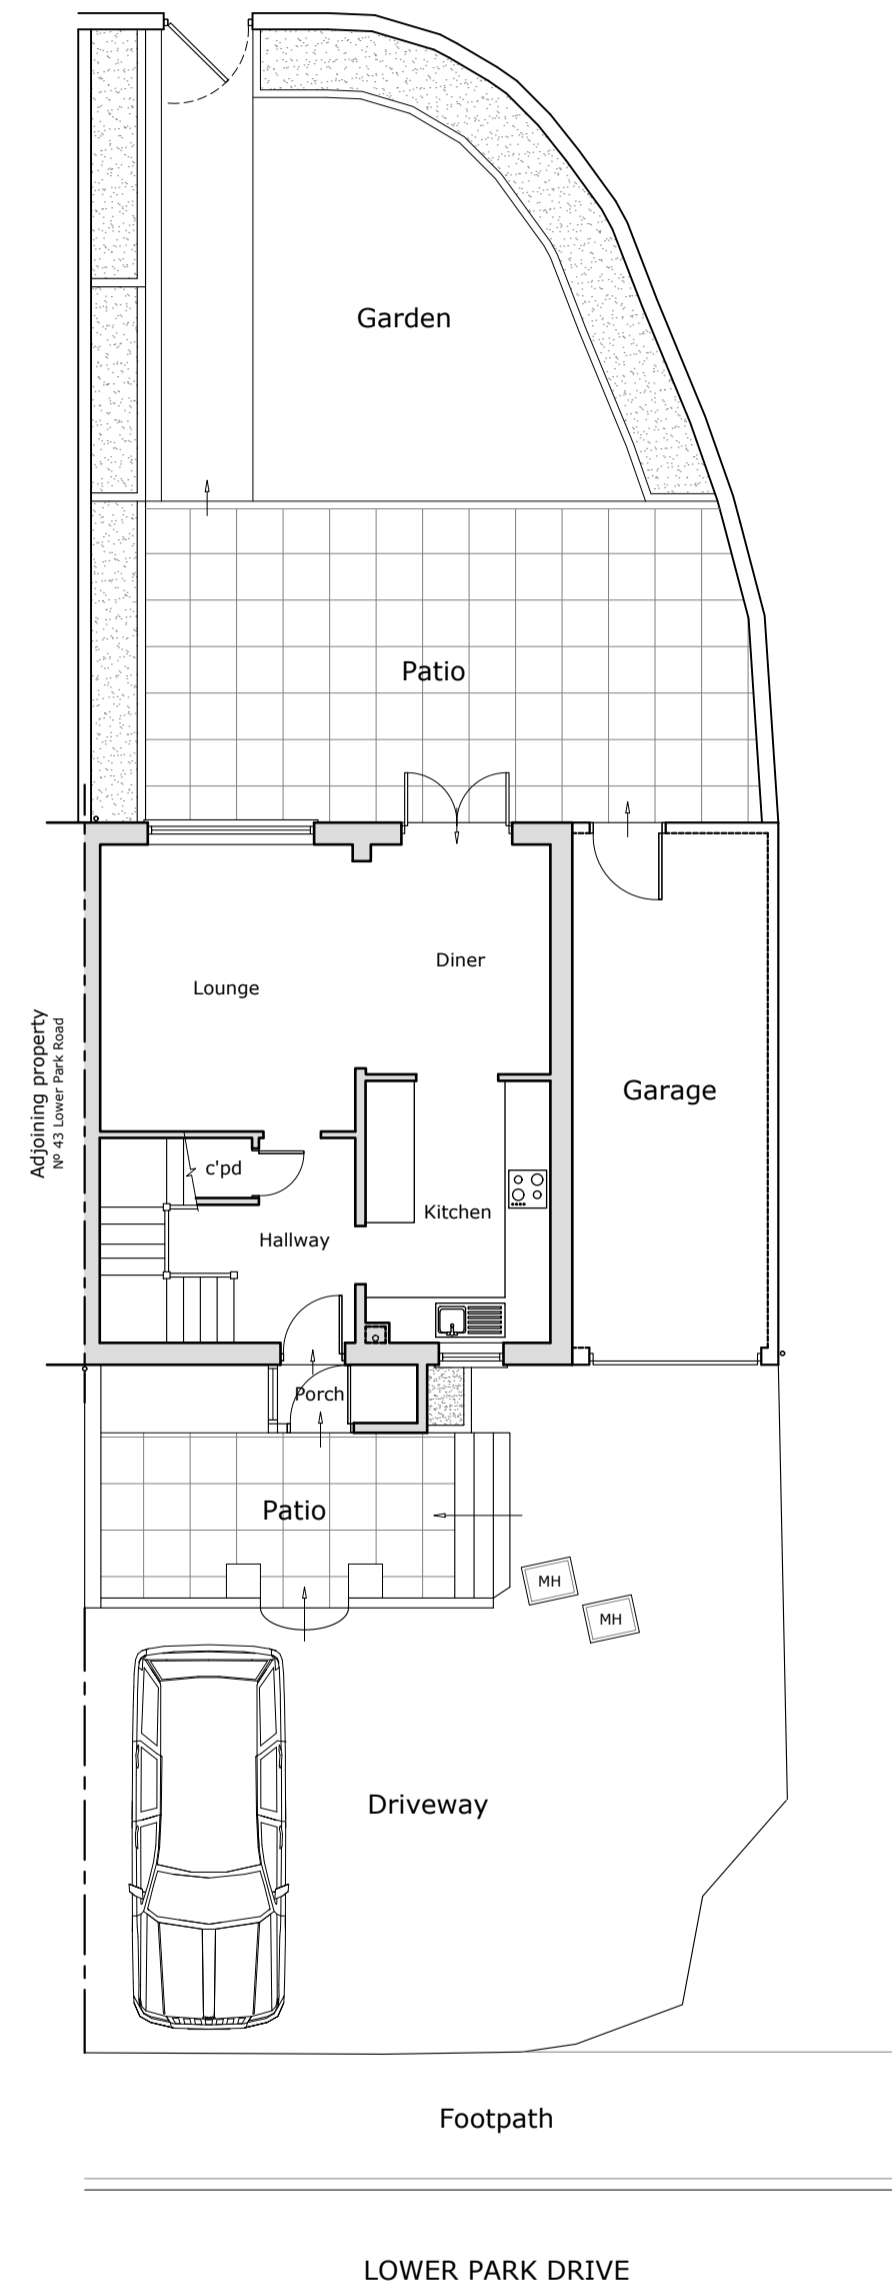 Garden
Patio
Diner
Lounge
Adjoining property
Nº 43 Lower Park Road
Garage
c'pd
Kitchen
Hallway
Porch
Patio
MH
MH
Driveway
Footpath
LOWER PARK DRIVE